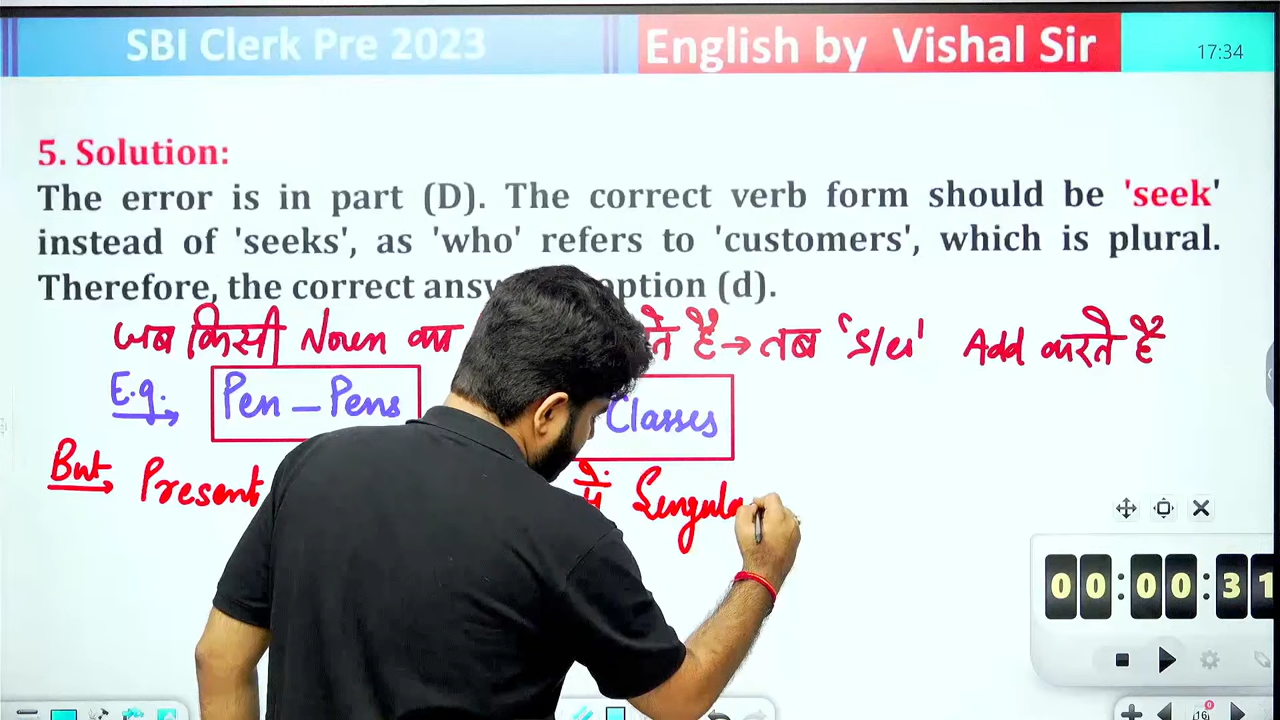 SBI Clerk Pre 2023
English by Vishal Sir
17:34
5. Solution:
The error is in part (D). The correct verb form should be 'seek'
instead of 'seeks', as 'who' refers to 'customers', which is plural.
Therefore, the correct option (d).
जब किसी Noun का हैं → तब 'S/es' Add करते हैं
E.g. Pen – Pens Classes
But Present में Singula
00:00:31
16